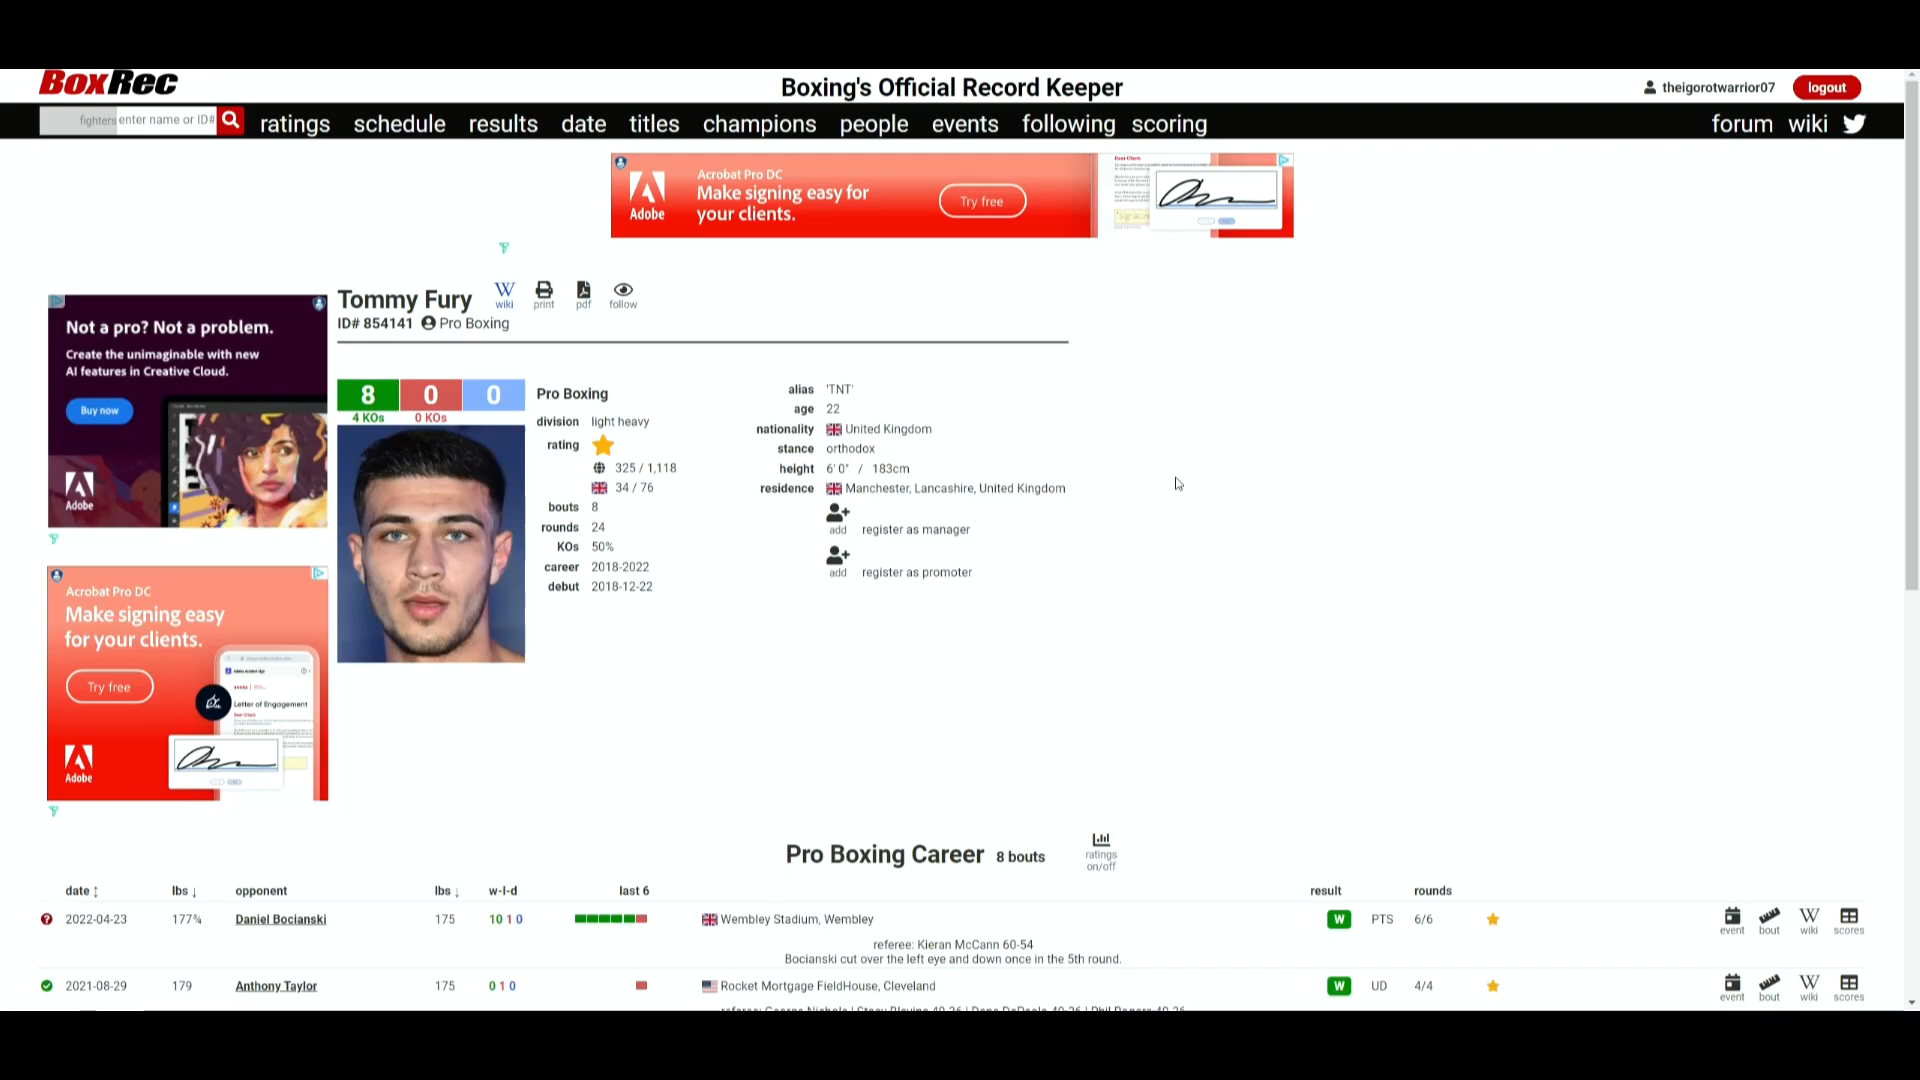 BoxRec
Boxing's Official Record Keeper
theigorotwarrior07
logout
fighters enter name or ID#
ratings schedule results date titles champions people events following scoring
forum wiki
Adobe
Acrobat Pro DC
Make signing easy for
your clients.
Try free
Dear Client:
Tommy Fury
wiki print pdf follow
ID# 854141 Pro Boxing
Not a pro? Not a problem.
Create the unimaginable with new
AI features in Creative Cloud.
Buy now
Adobe
8 0 0
4 KOs 0 KOs
Pro Boxing
division light heavy
rating
325 / 1,118
34 / 76
bouts 8
rounds 24
KOs 50%
career 2018-2022
debut 2018-12-22
alias 'TNT'
age 22
nationality United Kingdom
stance orthodox
height 6' 0" / 183cm
residence Manchester, Lancashire, United Kingdom
add register as manager
add register as promoter
Acrobat Pro DC
Make signing easy
for your clients.
Try free
Letter of Engagement
Dear Client:
Adobe
Pro Boxing Career 8 bouts
ratings
on/off
date lbs opponent lbs w-l-d last 6 result rounds
2022-04-23 177¾ Daniel Bocianski 175 10 1 0 Wembley Stadium, Wembley W PTS 6/6
event bout wiki scores
referee: Kieran McCann 60-54
Bocianski cut over the left eye and down once in the 5th round.
2021-08-29 179 Anthony Taylor 175 0 1 0 Rocket Mortgage FieldHouse, Cleveland W UD 4/4
event bout wiki scores